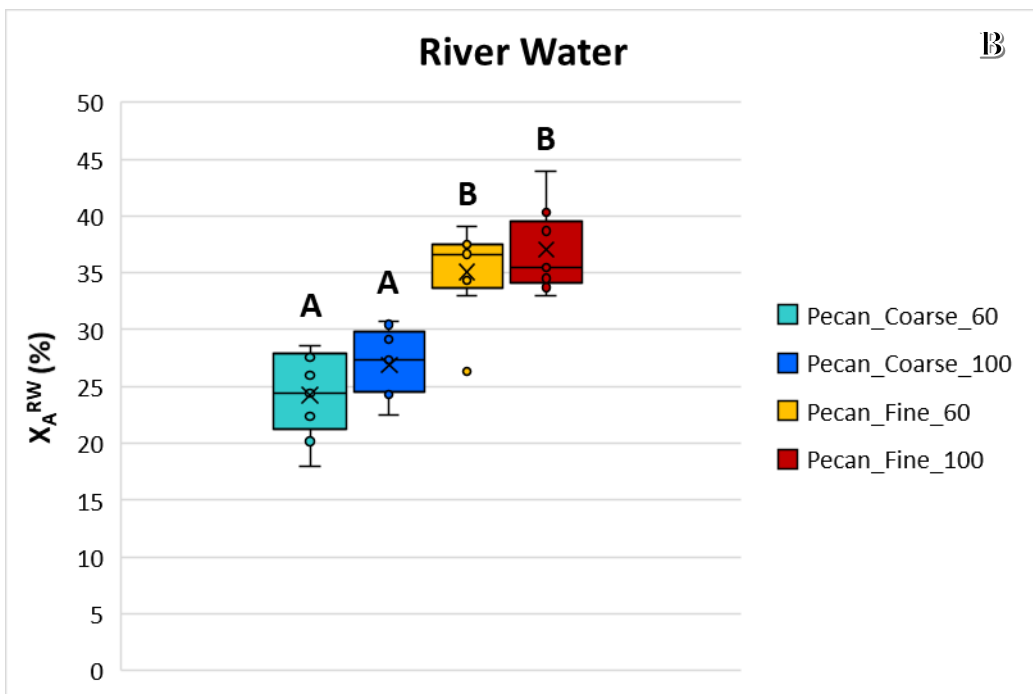 River Water
B
50
45
40
35
30
25
20
15
10
5
0
X_A^RW (%)
A
A
B
B
Pecan_Coarse_60
Pecan_Coarse_100
Pecan_Fine_60
Pecan_Fine_100